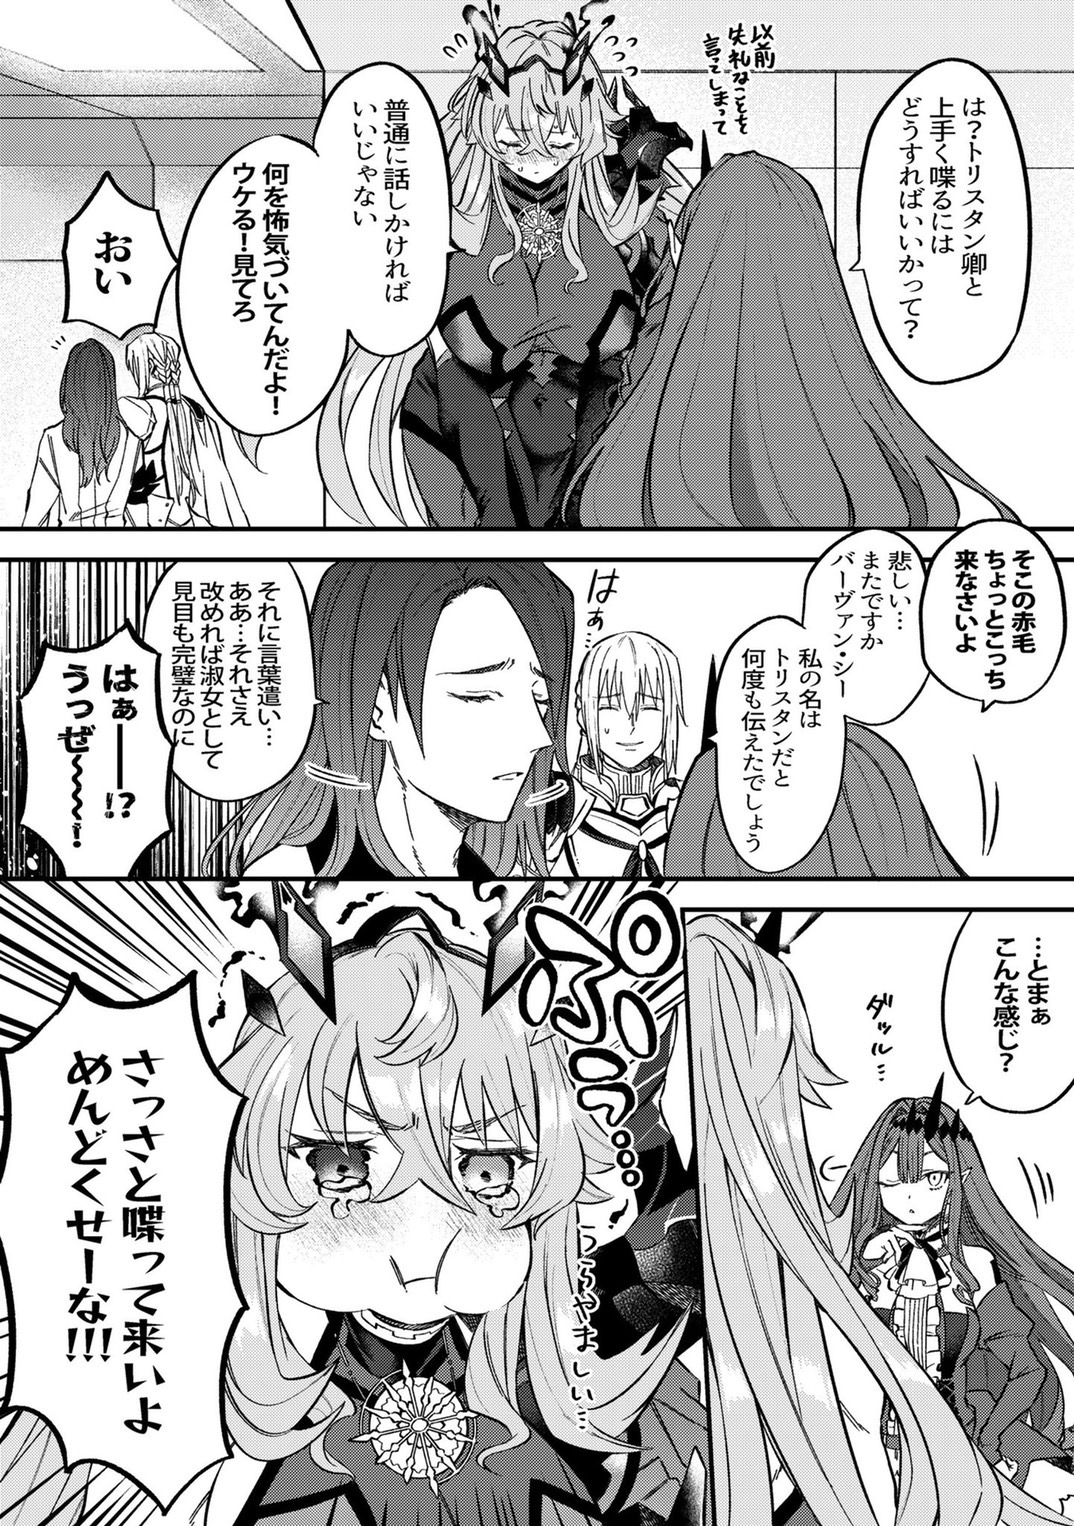 は？トリスタン卿と
上手く喋るには
どうすればいいかって？
以前
失礼なことを
言ってしまって
普通に話しかければ
いいじゃない
何を怖気づいてんだよ！
ウケる！見てろ
おい
そこの赤毛
ちょっとこっち
来なさいよ
悲しい…
またですか
バーヴァン・シー
私の名は
トリスタンだと
何度も伝えたでしょう
はぁ…
それに言葉遣い…
ああ…それさえ
改めれば淑女として
見目も完璧なのに
はぁ――!?
うっぜ〜〜〜！
…とまぁ
こんな感じ？
ダッル…
ぷぅ…
うらやましい…
さっさと喋って来いよ
めんどくせーな!!!